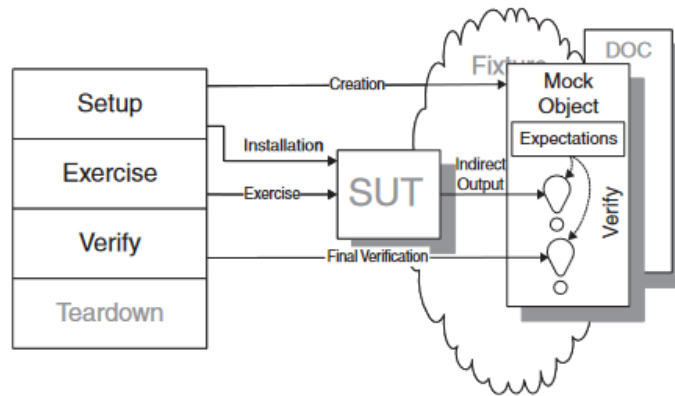 Setup
Exercise
Verify
Teardown
Creation
Installation
Exercise
Final Verification
SUT
Indirect
Output
Fixture
DOC
Mock
Object
Expectations
Verify